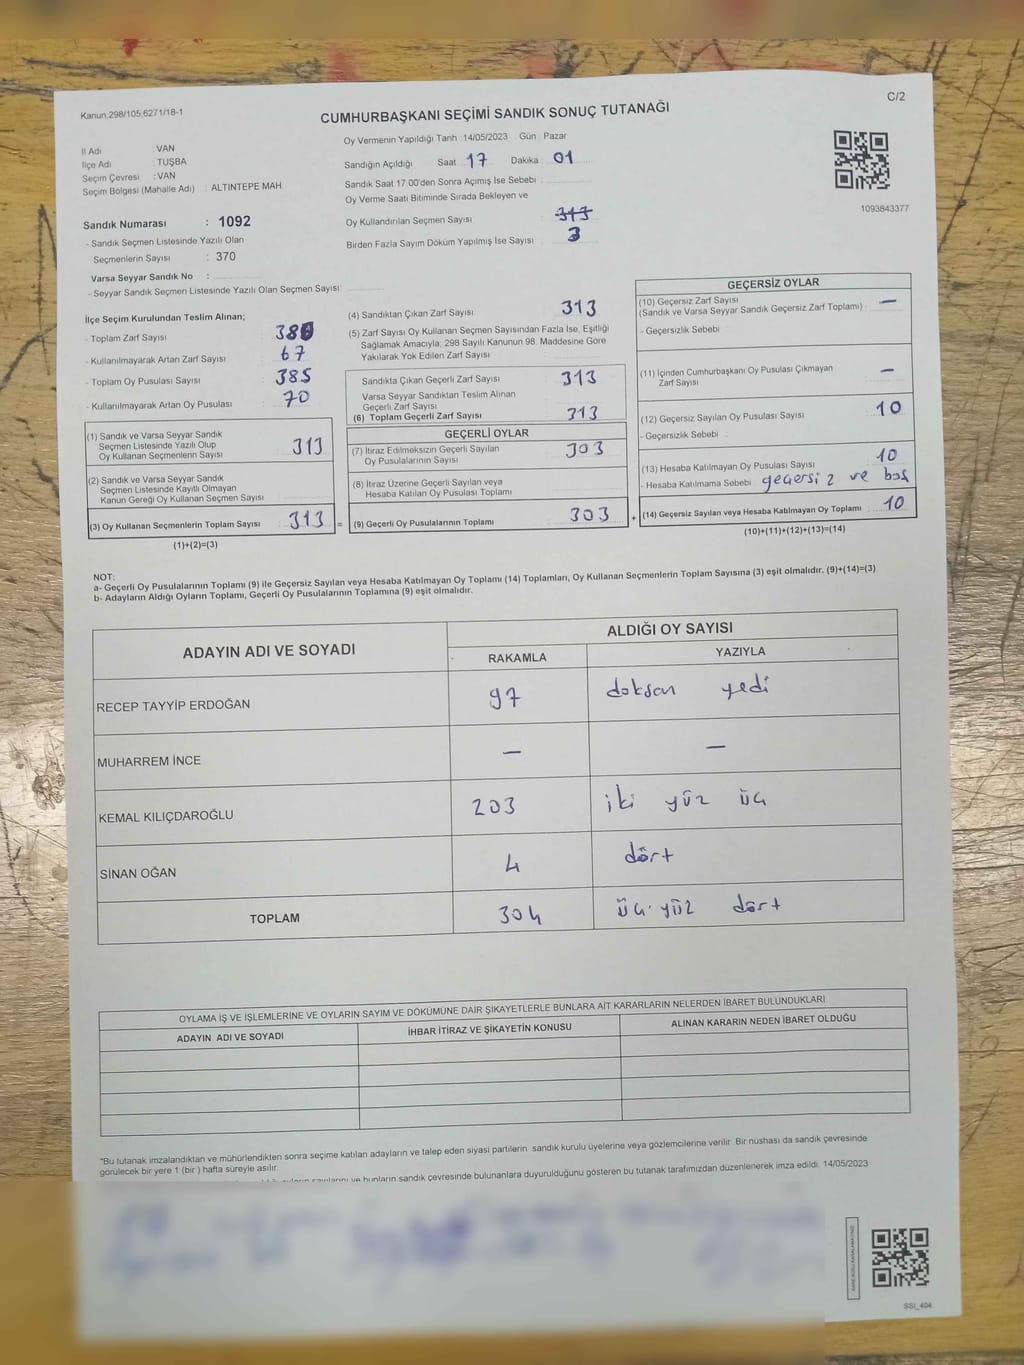 Kanun;298/105,6271/18-1
C/2
CUMHURBAŞKANI SEÇİMİ SANDIK SONUÇ TUTANAĞI
İl Adı : VAN
İlçe Adı : TUŞBA
Seçim Çevresi : VAN
Seçim Bölgesi (Mahalle Adı) : ALTINTEPE MAH.
Sandık Numarası : 1092
- Sandık Seçmen Listesinde Yazılı Olan
Seçmenlerin Sayısı : 370
Varsa Seyyar Sandık No :
- Seyyar Sandık Seçmen Listesinde Yazılı Olan Seçmen Sayısı:
Oy Vermenin Yapıldığı Tarih :14/05/2023 Gün : Pazar
Sandığın Açıldığı Saat : 17 Dakika : 01
Sandık Saat 17.00'den Sonra Açımış İse Sebebi :
Oy Verme Saati Bitiminde Sırada Bekleyen ve
Oy Kullandırılan Seçmen Sayısı : 313
Birden Fazla Sayım Döküm Yapılmış İse Sayısı : 3
1093843377
İlçe Seçim Kurulundan Teslim Alınan;
- Toplam Zarf Sayısı : 380
- Kullanılmayarak Artan Zarf Sayısı : 67
- Toplam Oy Pusulası Sayısı : 385
- Kullanılmayarak Artan Oy Pusulası : 70
(1) Sandık ve Varsa Seyyar Sandık
Seçmen Listesinde Yazılı Olup
Oy Kullanan Seçmenlerin Sayısı : 313
(2) Sandık ve Varsa Seyyar Sandık
Seçmen Listesinde Kayıtlı Olmayan
Kanun Gereği Oy Kullanan Seçmen Sayısı :
(3) Oy Kullanan Seçmenlerin Toplam Sayısı : 313 =
(1)+(2)=(3)
(4) Sandıktan Çıkan Zarf Sayısı : 313
(5) Zarf Sayısı Oy Kullanan Seçmen Sayısından Fazla İse, Eşitliği
Sağlamak Amacıyla; 298 Sayılı Kanunun 98. Maddesine Göre
Yakılarak Yok Edilen Zarf Sayısı :
Sandıkta Çıkan Geçerli Zarf Sayısı : 313
Varsa Seyyar Sandıktan Teslim Alınan
Geçerli Zarf Sayısı :
(6) Toplam Geçerli Zarf Sayısı : 313
GEÇERLİ OYLAR
(7) İtiraz Edilmeksizin Geçerli Sayılan
Oy Pusulalarının Sayısı : 303
(8) İtiraz Üzerine Geçerli Sayılan veya
Hesaba Katılan Oy Pusulası Toplamı :
(9) Geçerli Oy Pusulalarının Toplamı : 303 +
GEÇERSİZ OYLAR
(10) Geçersiz Zarf Sayısı : —
(Sandık ve Varsa Seyyar Sandık Geçersiz Zarf Toplamı)
- Geçersizlik Sebebi
(11) İçinden Cumhurbaşkanı Oy Pusulası Çıkmayan
Zarf Sayısı : —
(12) Geçersiz Sayılan Oy Pusulası Sayısı : 10
- Geçersizlik Sebebi :
(13) Hesaba Katılmayan Oy Pusulası Sayısı : 10
- Hesaba Katılmama Sebebi : geçersiz ve boş
(14) Geçersiz Sayılan veya Hesaba Katılmayan Oy Toplamı : 10
(10)+(11)+(12)+(13)=(14)
NOT:
a- Geçerli Oy Pusulalarının Toplamı (9) ile Geçersiz Sayılan veya Hesaba Katılmayan Oy Toplamı (14) Toplamları, Oy Kullanan Seçmenlerin Toplam Sayısına (3) eşit olmalıdır. (9)+(14)=(3)
b- Adayların Aldığı Oyların Toplamı, Geçerli Oy Pusulalarının Toplamına (9) eşit olmalıdır.
ADAYIN ADI VE SOYADI
ALDIĞI OY SAYISI
RAKAMLA YAZIYLA
RECEP TAYYİP ERDOĞAN 97 doksan yedi
MUHARREM İNCE — —
KEMAL KILIÇDAROĞLU 203 iki yüz üç
SİNAN OĞAN 4 dört
TOPLAM 304 üç yüz dört
OYLAMA İŞ VE İŞLEMLERİNE VE OYLARIN SAYIM VE DÖKÜMÜNE DAİR ŞİKAYETLERLE BUNLARA AİT KARARLARIN NELERDEN İBARET BULUNDUKLARI
ADAYIN ADI VE SOYADI İHBAR İTİRAZ VE ŞİKAYETİN KONUSU ALINAN KARARIN NEDEN İBARET OLDUĞU
*Bu tutanak imzalandıktan ve mühürlendikten sonra seçime katılan adayların ve talep eden siyasi partilerin sandık kurulu üyelerine veya gözlemcilerine verilir. Bir nüshası da sandık çevresinde
görülecek bir yere 1 (bir ) hafta süreyle asılır.
ve bunların sandık çevresinde bulunanlara duyurulduğunu gösteren bu tutanak tarafımızdan düzenlenerek imza edildi. 14/05/2023
SSİ_404